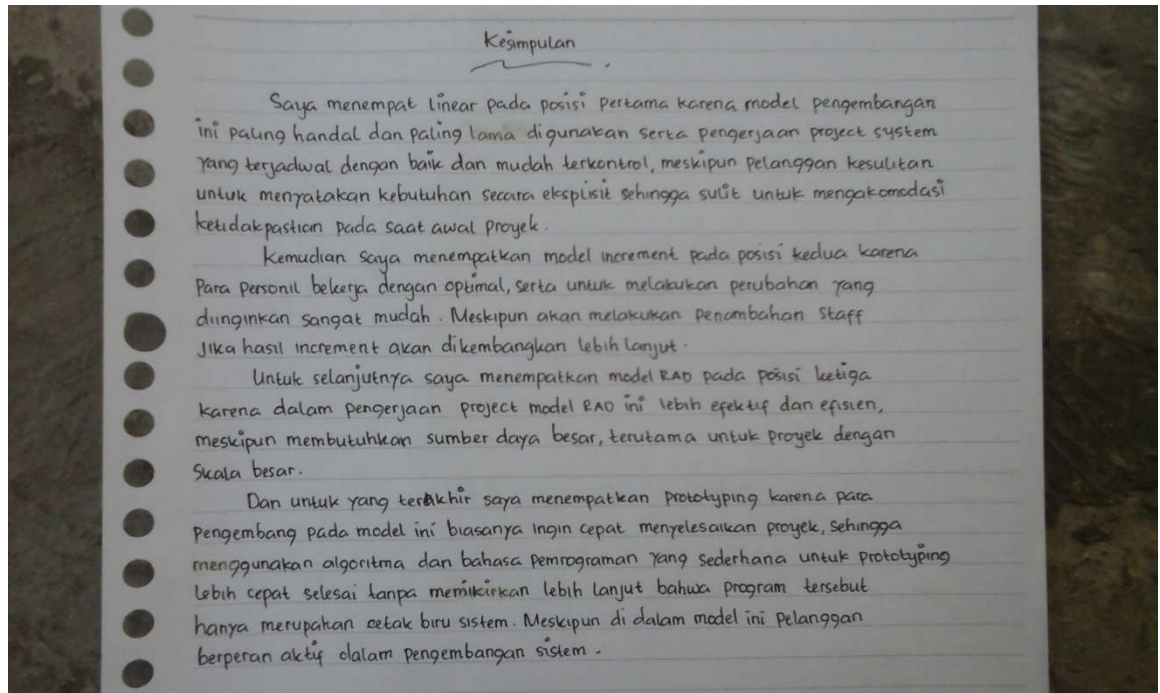 Kesimpulan
Saya menempat linear pada posisi pertama karena model pengembangan
ini paling handal dan paling lama digunakan serta pengerjaan project system
yang terjadwal dengan baik dan mudah terkontrol, meskipun pelanggan kesulitan
untuk menyatakan kebutuhan secara eksplisit sehingga sulit untuk mengakomodasi
ketidakpastian pada saat awal proyek.
Kemudian saya menempatkan model increment pada posisi kedua karena
Para personil bekerja dengan optimal, serta untuk melakukan perubahan yang
diinginkan sangat mudah. Meskipun akan melakukan penambahan staff
Jika hasil increment akan dikembangkan lebih lanjut.
Untuk selanjutnya saya menempatkan model RAD pada posisi ketiga
karena dalam pengerjaan project model RAD ini lebih efektif dan efisien,
meskipun membutuhkan sumber daya besar, terutama untuk proyek dengan
Skala besar.
Dan untuk yang terakhir saya menempatkan prototyping karena para
pengembang pada model ini biasanya ingin cepat menyelesaikan proyek, sehingga
menggunakan algoritma dan bahasa pemrograman yang sederhana untuk prototyping
lebih cepat selesai tanpa memikirkan lebih lanjut bahwa program tersebut
hanya merupakan cetak biru sistem. Meskipun di dalam model ini pelanggan
berperan aktif dalam pengembangan sistem.